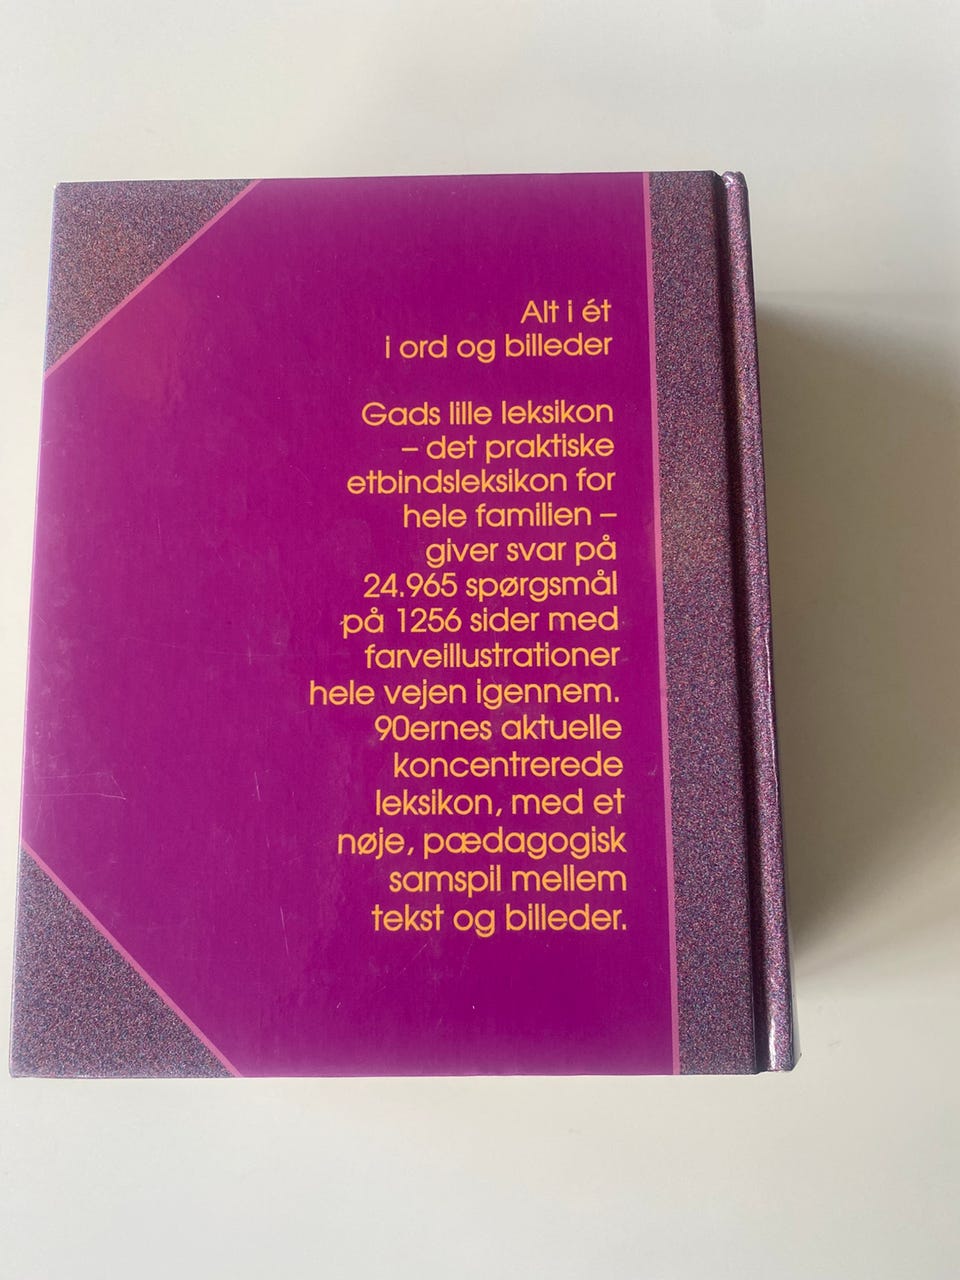 Alt i ét
i ord og billeder
Gads lille leksikon
– det praktiske
etbindsleksikon for
hele familien –
giver svar på
24.965 spørgsmål
på 1256 sider med
farveillustrationer
hele vejen igennem.
90ernes aktuelle
koncentrerede
leksikon, med et
nøje, pædagogisk
samspil mellem
tekst og billeder.